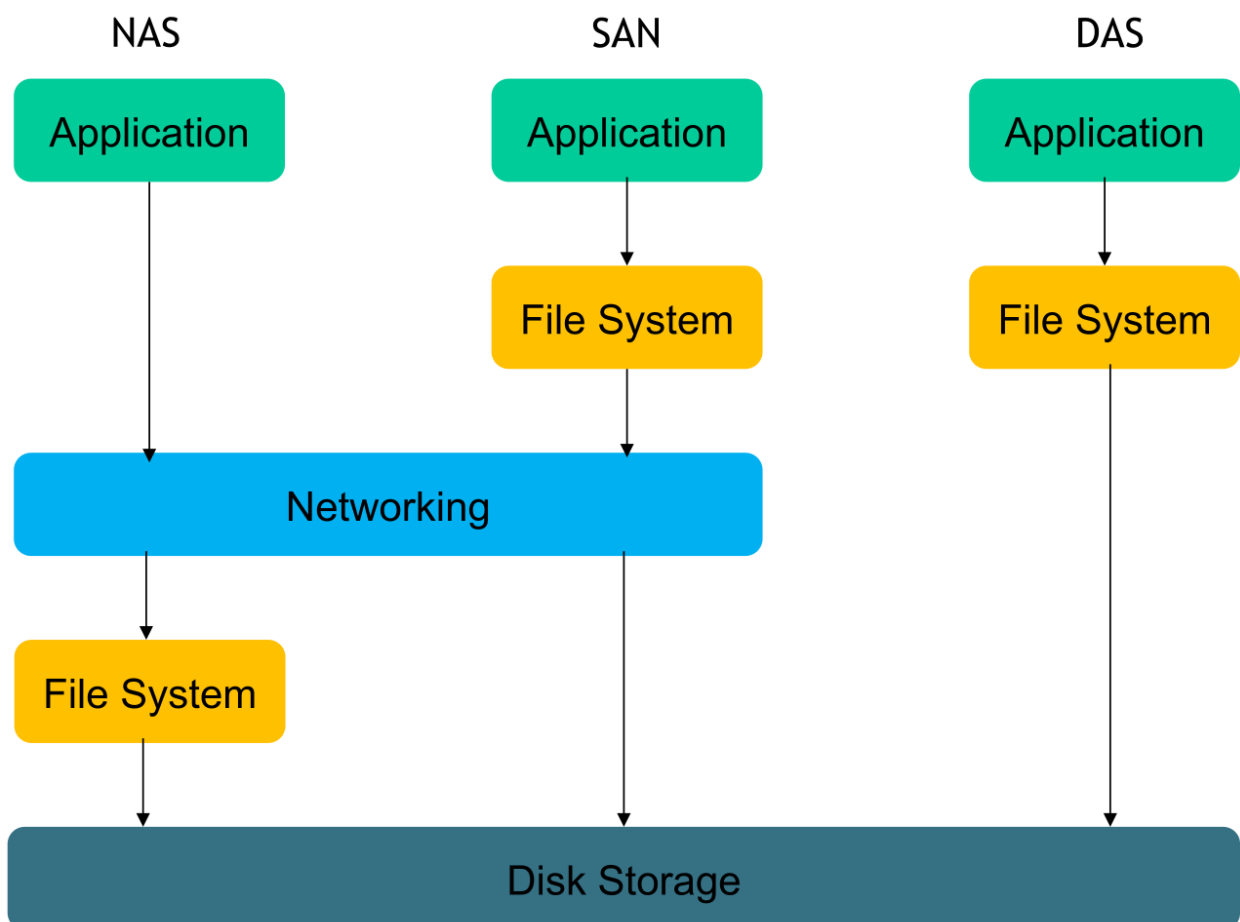 NAS
SAN
DAS
Application
Application
Application
File System
File System
Networking
File System
Disk Storage